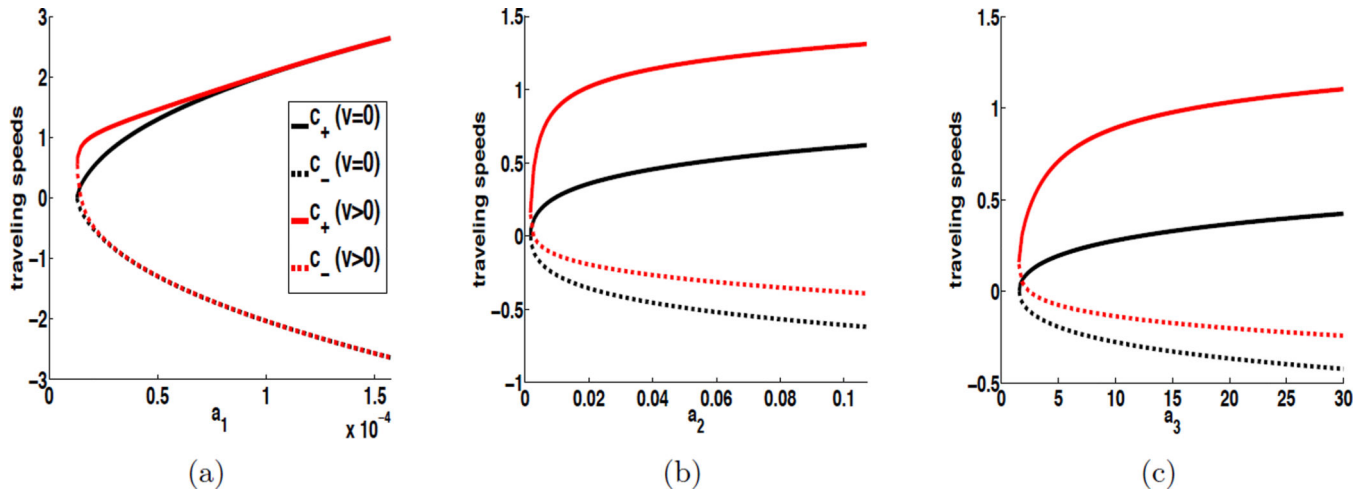 traveling speeds
3
2
1
0
−1
−2
−3
0
0.5
1
1.5
a1
x 10−4
C+ (v=0)
C− (v=0)
C+ (v>0)
C− (v>0)
(a)
traveling speeds
1.5
1
0.5
0
−0.5
−1
0
0.02
0.04
0.06
0.08
0.1
a2
(b)
traveling speeds
1.5
1
0.5
0
−0.5
0
5
10
15
20
25
30
a3
(c)